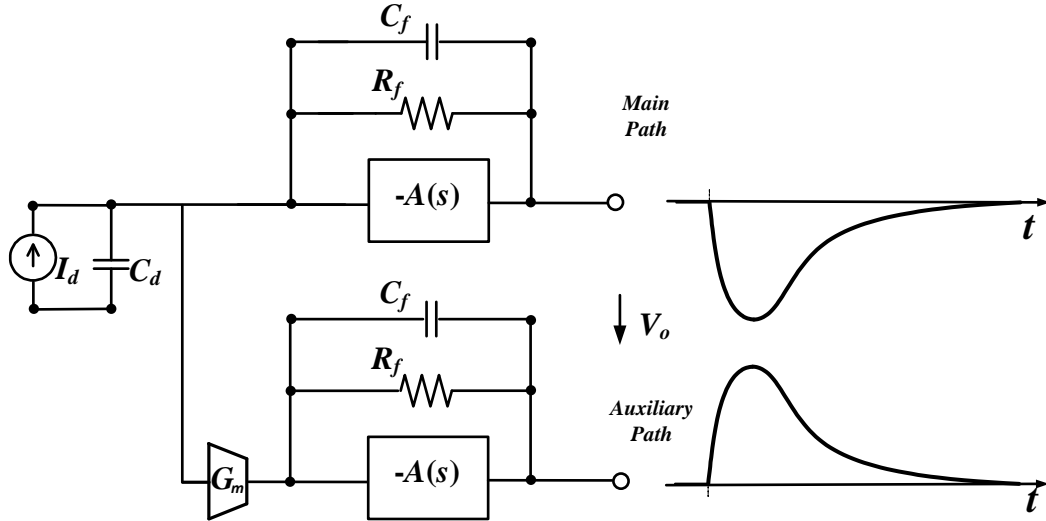 C_f
R_f
Main
Path
-A(s)
t
I_d
C_d
C_f
V_o
R_f
Auxiliary
Path
-A(s)
G_m
t